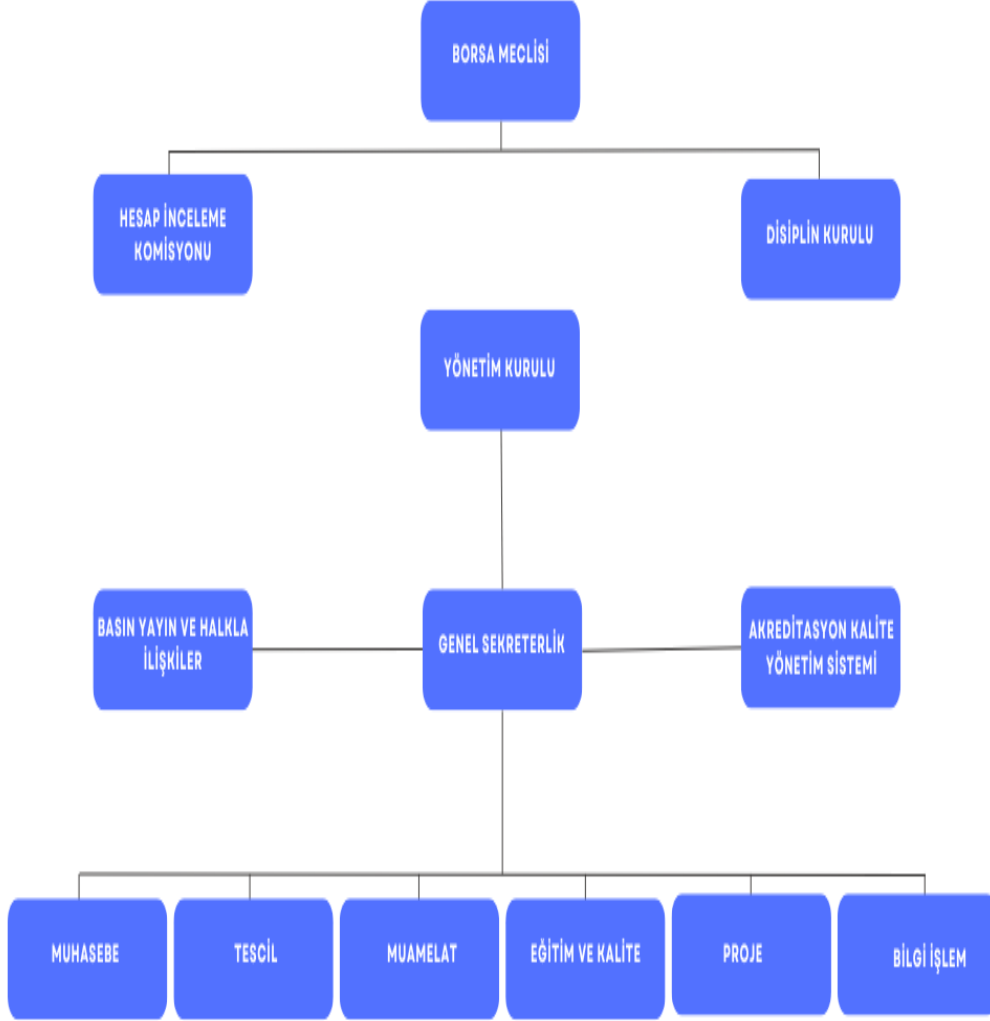 BORSA MECLİSİ
HESAP İNCELEME
KOMİSYONU
DİSİPLİN KURULU
YÖNETİM KURULU
BASIN YAYIN VE HALKLA
İLİŞKİLER
GENEL SEKRETERLİK
AKREDİTASYON KALİTE
YÖNETİM SİSTEMİ
MUHASEBE
TESCİL
MUAMELAT
EĞİTİM VE KALİTE
PROJE
BİLGİ İŞLEM